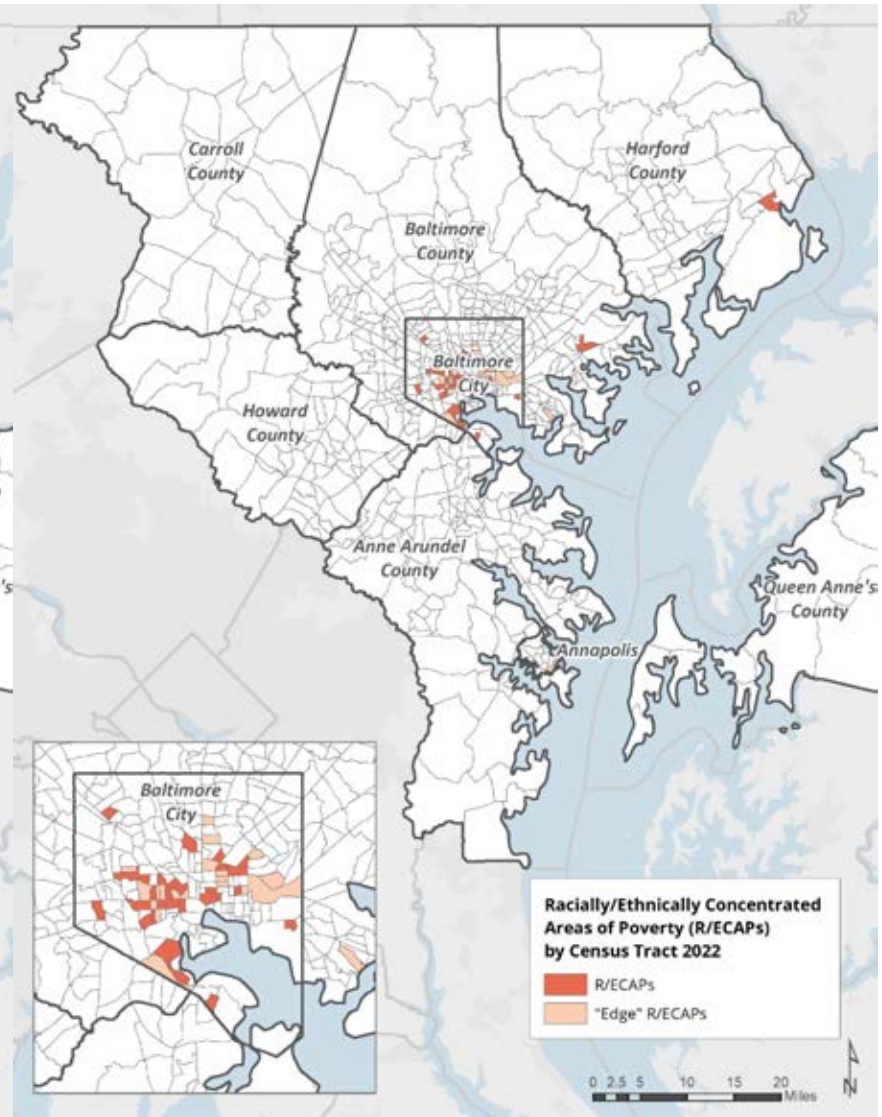 Carroll
County
Harford
County
Baltimore
County
Baltimore
City
Howard
County
Anne Arundel
County
Queen Anne's
County
's
Annapolis
Baltimore
City
Racially/Ethnically Concentrated
Areas of Poverty (R/ECAPs)
by Census Tract 2022
R/ECAPs
"Edge" R/ECAPs
N
0 2.5 5 10 15 20
Miles